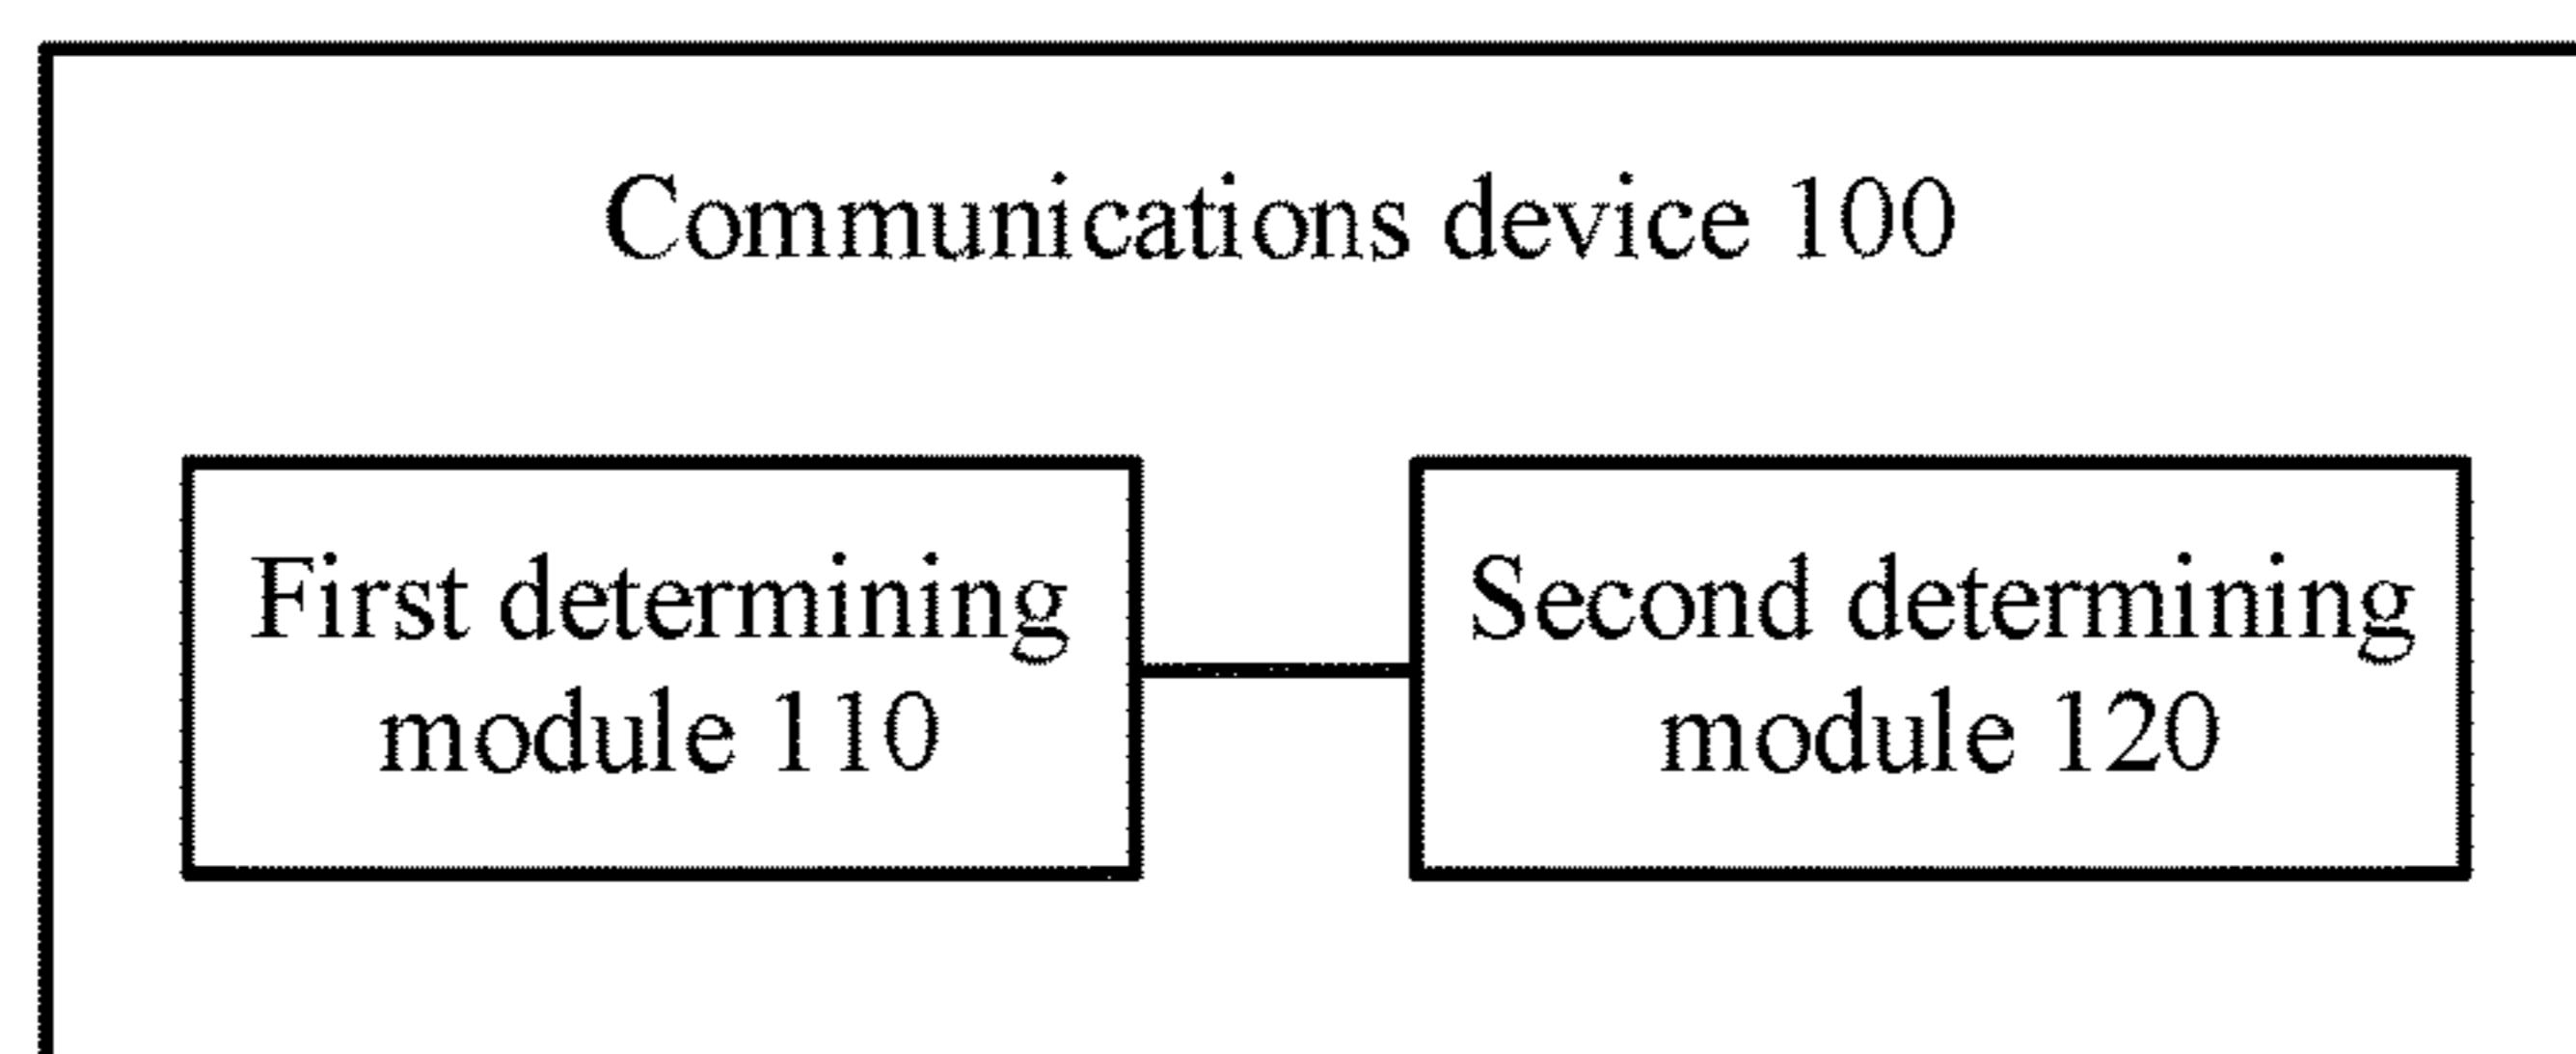 Communications device 100
First determining
module 110
Second determining
module 120